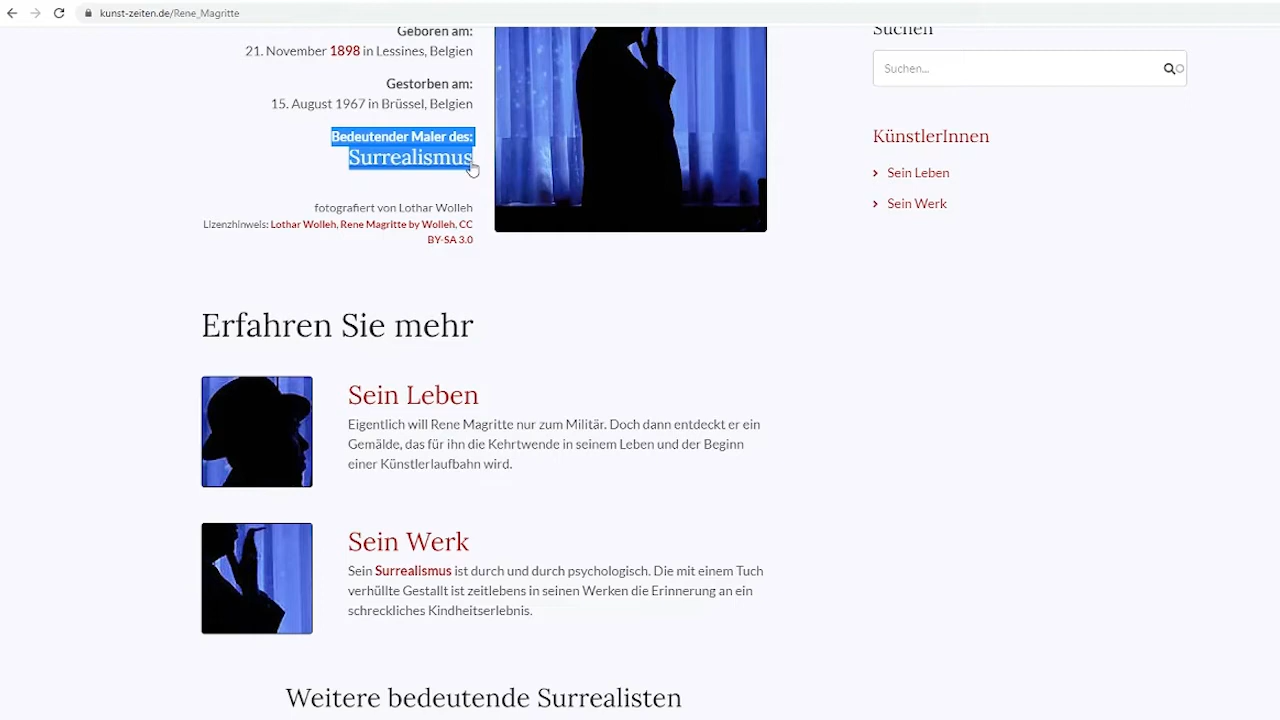 kunst-zeiten.de/Rene_Magritte
Geboren am:
21. November 1898 in Lessines, Belgien
Gestorben am:
15. August 1967 in Brüssel, Belgien
Bedeutender Maler des:
Surrealismus
fotografiert von Lothar Wolleh
Lizenzhinweis: Lothar Wolleh, Rene Magritte by Wolleh, CC
BY-SA 3.0
Suchen
Suchen...
KünstlerInnen
Sein Leben
Sein Werk
Erfahren Sie mehr
Sein Leben
Eigentlich will Rene Magritte nur zum Militär. Doch dann entdeckt er ein
Gemälde, das für ihn die Kehrtwende in seinem Leben und der Beginn
einer Künstlerlaufbahn wird.
Sein Werk
Sein Surrealismus ist durch und durch psychologisch. Die mit einem Tuch
verhüllte Gestallt ist zeitlebens in seinen Werken die Erinnerung an ein
schreckliches Kindheitserlebnis.
Weitere bedeutende Surrealisten